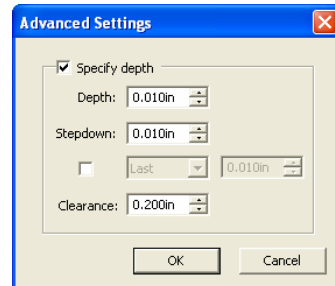 Advanced Settings
Specify depth
Depth: 0.010in
Stepdown: 0.010in
Last 0.010in
Clearance: 0.200in
OK Cancel